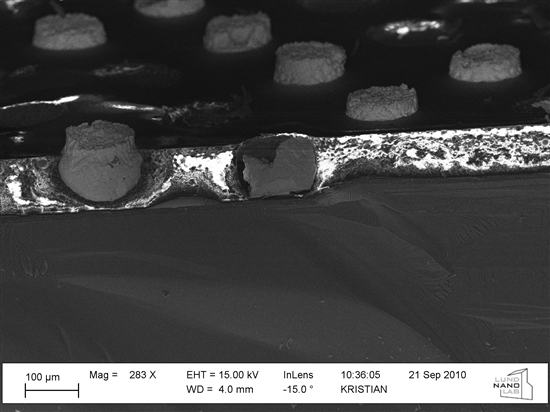 100 µm
Mag = 283 X
EHT = 15.00 kV
InLens
10:36:05
21 Sep 2010
WD = 4.0 mm
-15.0 °
KRISTIAN
LUND
NANO
LAB